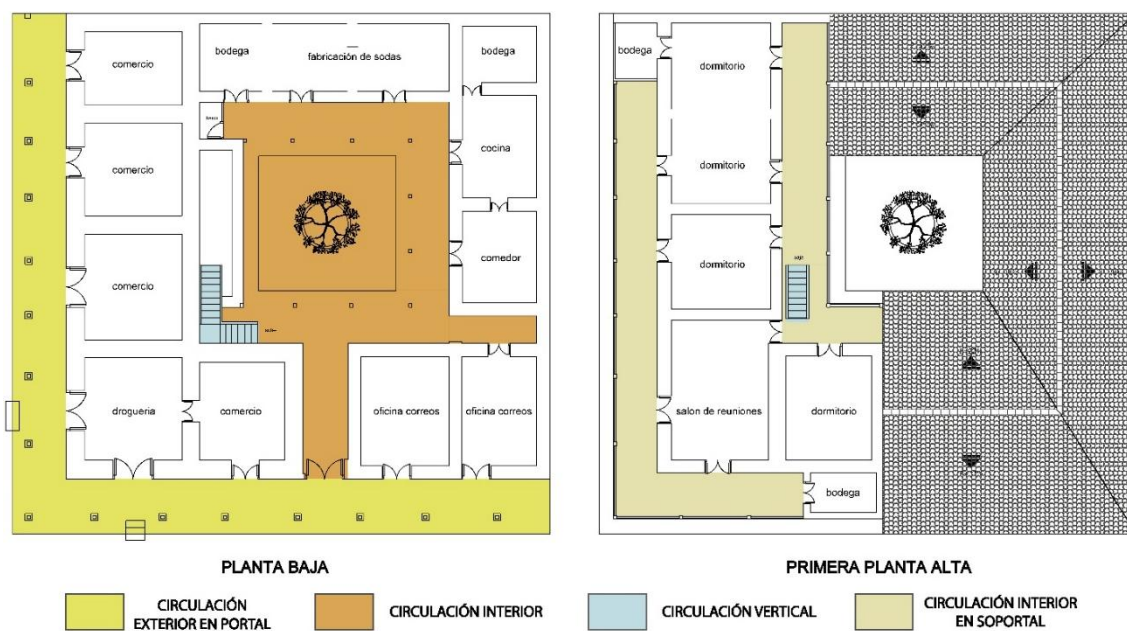 bodega
fabricación de sodas
bodega
comercio
cocina
comercio
comedor
comercio
drogueria
comercio
oficina correos
oficina correos
bodega
dormitorio
dormitorio
dormitorio
salon de reuniones
dormitorio
bodega
PLANTA BAJA
PRIMERA PLANTA ALTA
CIRCULACIÓN
EXTERIOR EN PORTAL
CIRCULACIÓN INTERIOR
CIRCULACIÓN VERTICAL
CIRCULACIÓN INTERIOR
EN SOPORTAL